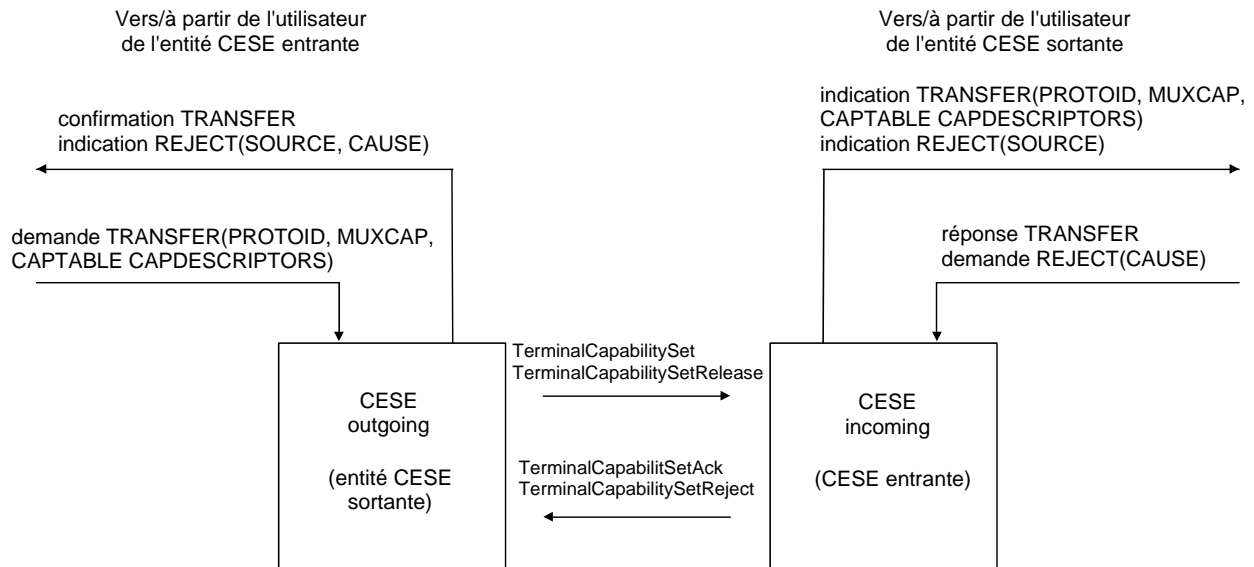 Vers/à partir de l'utilisateur
de l'entité CESE entrante
Vers/à partir de l'utilisateur
de l'entité CESE sortante
confirmation TRANSFER
indication REJECT(SOURCE, CAUSE)
indication TRANSFER(PROTOID, MUXCAP,
CAPTABLE CAPDESCRIPTORS)
indication REJECT(SOURCE)
demande TRANSFER(PROTOID, MUXCAP,
CAPTABLE CAPDESCRIPTORS)
réponse TRANSFER
demande REJECT(CAUSE)
CESE
outgoing
(entité CESE
sortante)
TerminalCapabilitySet
TerminalCapabilitySetRelease
TerminalCapabilitSetAck
TerminalCapabilitySetReject
CESE
incoming
(CESE entrante)